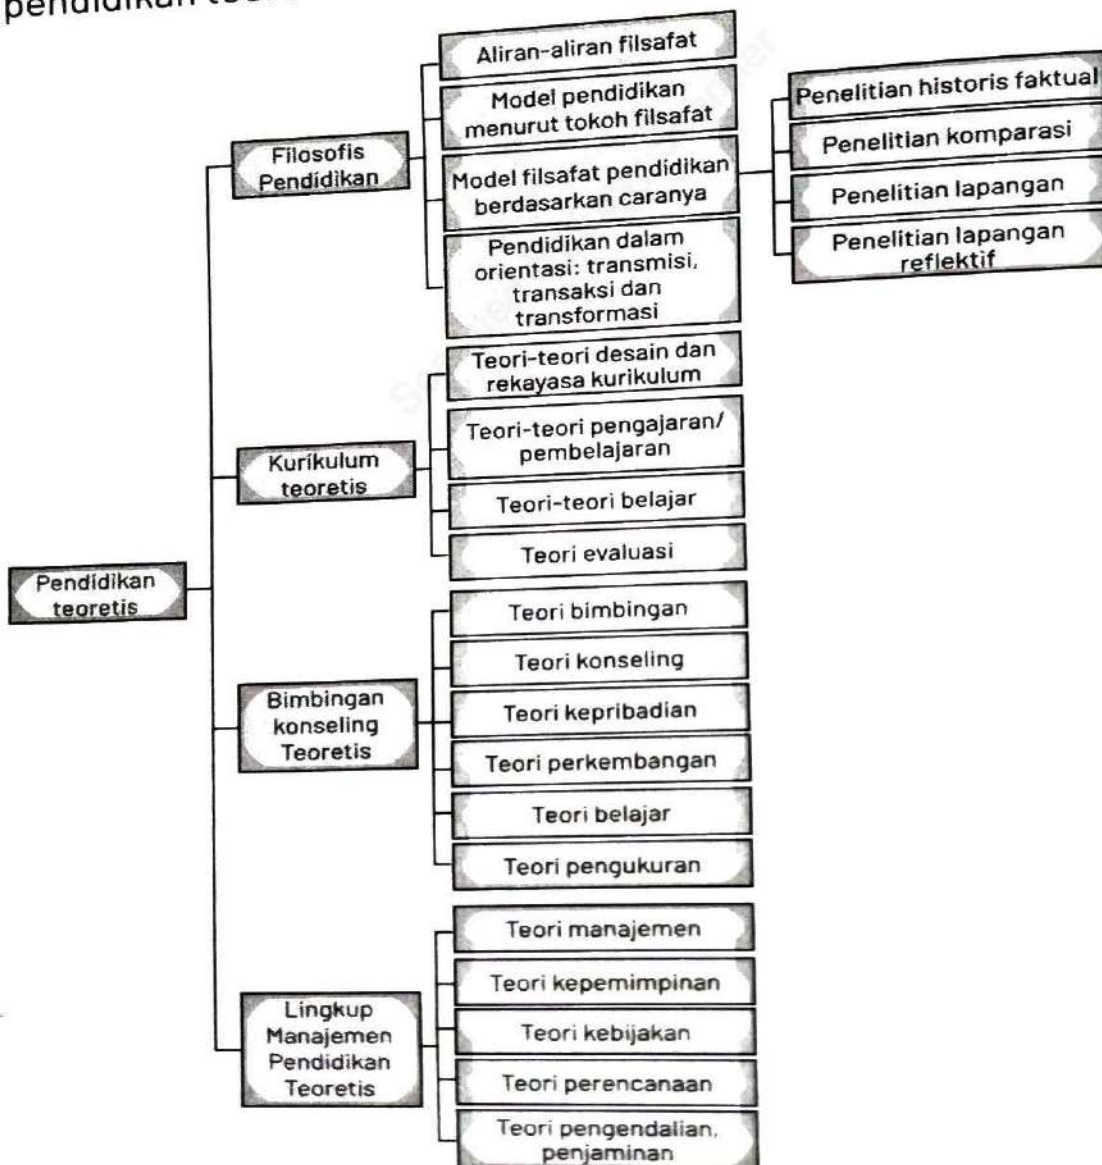 pendidikan
Aliran-aliran filsafat
Model pendidikan
menurut tokoh filsafat
Model filsafat pendidikan
berdasarkan caranya
Pendidikan dalam
orientasi: transmisi,
transaksi dan
transformasi
Penelitian historis faktual
Penelitian komparasi
Penelitian lapangan
Penelitian lapangan
reflektif
Filosofis
Pendidikan
Teori-teori desain dan
rekayasa kurikulum
Teori-teori pengajaran/
pembelajaran
Teori-teori belajar
Teori evaluasi
Kurikulum
teoretis
Pendidikan
teoretis
Teori bimbingan
Teori konseling
Teori kepribadian
Teori perkembangan
Teori belajar
Teori pengukuran
Bimbingan
konseling
Teoretis
Teori manajemen
Teori kepemimpinan
Teori kebijakan
Teori perencanaan
Teori pengendalian,
penjaminan
Lingkup
Manajemen
Pendidikan
Teoretis